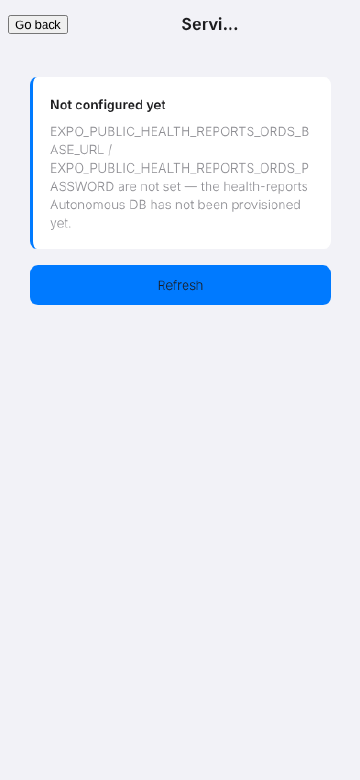 Go back
Servi...
Not configured yet
EXPO_PUBLIC_HEALTH_REPORTS_ORDS_B
ASE_URL /
EXPO_PUBLIC_HEALTH_REPORTS_ORDS_P
ASSWORD are not set — the health-reports
Autonomous DB has not been provisioned
yet.
Refresh